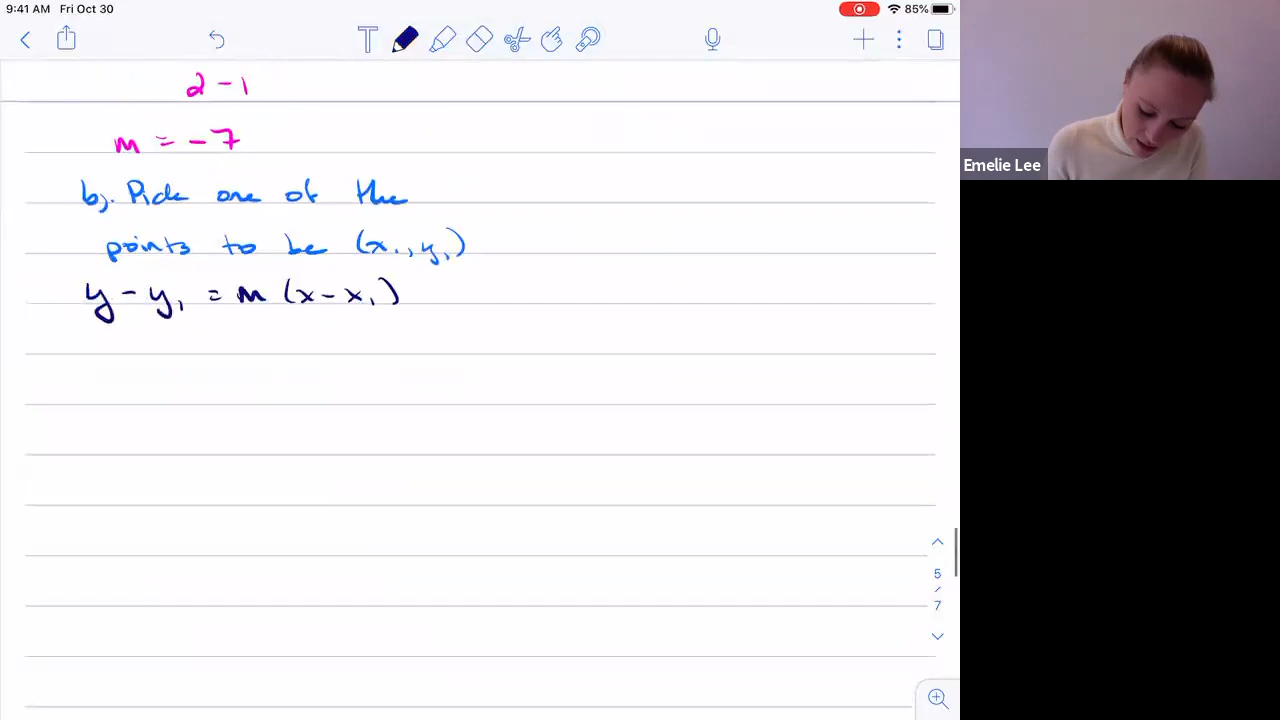 9:41 AM Fri Oct 30
85%
T
2 - 1
m = -7
b). Pick one of the
points to be (x₁, y₁)
y - y₁ = m (x - x₁)
Emelie Lee
5
/
7